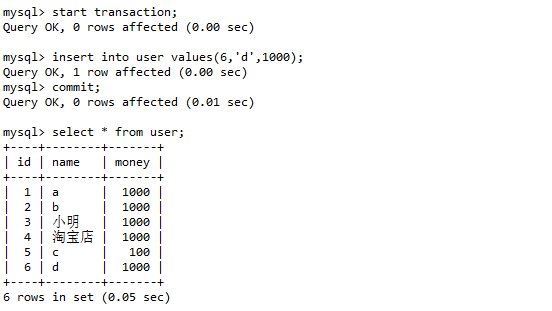 mysql> start transaction;
Query OK, 0 rows affected (0.00 sec)
mysql> insert into user values(6,'d',1000);
Query OK, 1 row affected (0.00 sec)
mysql> commit;
Query OK, 0 rows affected (0.01 sec)
mysql> select * from user;
+----+--------+-------+
| id | name   | money |
+----+--------+-------+
|  1 | a      |  1000 |
|  2 | b      |  1000 |
|  3 | 小明   |  1000 |
|  4 | 淘宝店 |  1000 |
|  5 | c      |   100 |
|  6 | d      |  1000 |
+----+--------+-------+
6 rows in set (0.05 sec)